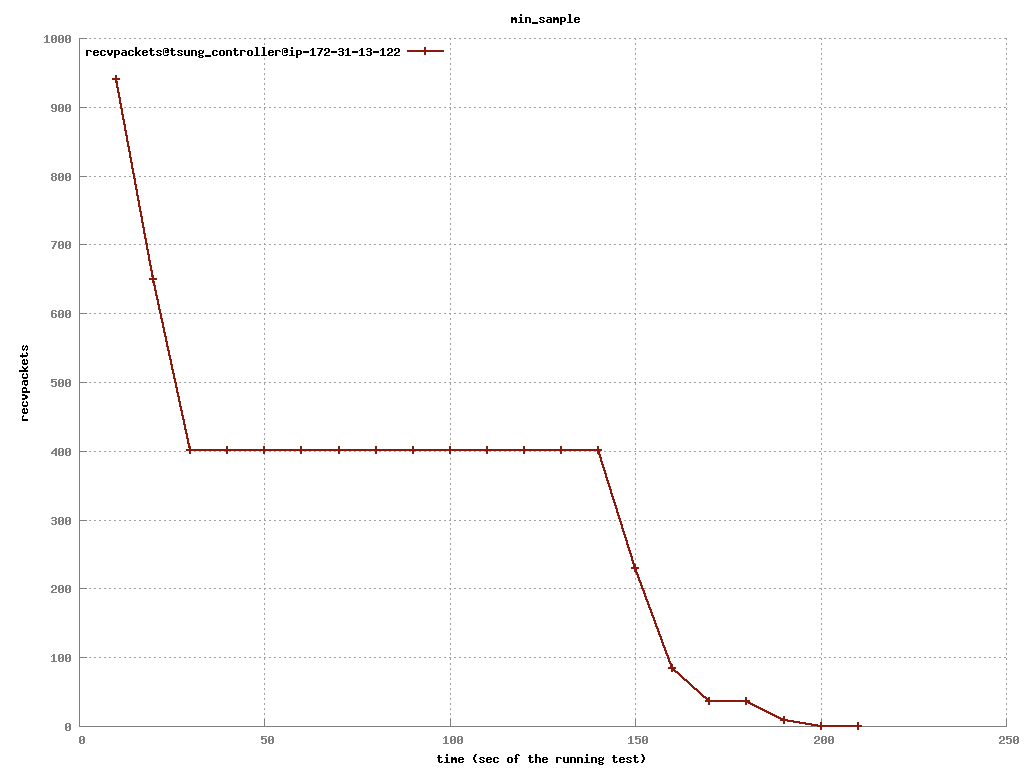 min_sample
recvpackets@tsung_controller@ip-172-31-13-122
1000
900
800
700
600
500
400
300
200
100
0
recvpackets
0 50 100 150 200 250
time (sec of the running test)